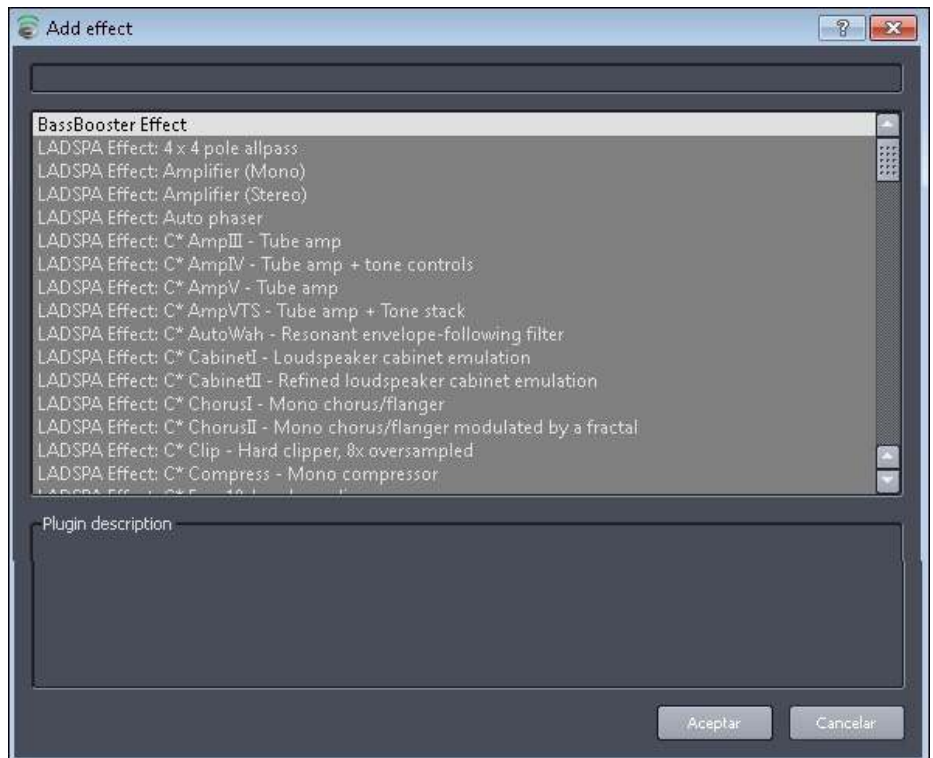 Add effect
BassBooster Effect
LADSPA Effect: 4 x 4 pole allpass
LADSPA Effect: Amplifier (Mono)
LADSPA Effect: Amplifier (Stereo)
LADSPA Effect: Auto phaser
LADSPA Effect: C* AmpIII - Tube amp
LADSPA Effect: C* AmpIV - Tube amp + tone controls
LADSPA Effect: C* AmpV - Tube amp
LADSPA Effect: C* AmpVTS - Tube amp + Tone stack
LADSPA Effect: C* AutoWah - Resonant envelope-following filter
LADSPA Effect: C* CabinetI - Loudspeaker cabinet emulation
LADSPA Effect: C* CabinetII - Refined loudspeaker cabinet emulation
LADSPA Effect: C* ChorusI - Mono chorus/flanger
LADSPA Effect: C* ChorusII - Mono chorus/flanger modulated by a fractal
LADSPA Effect: C* Clip - Hard clipper, 8x oversampled
LADSPA Effect: C* Compress - Mono compressor
Plugin description
Aceptar
Cancelar